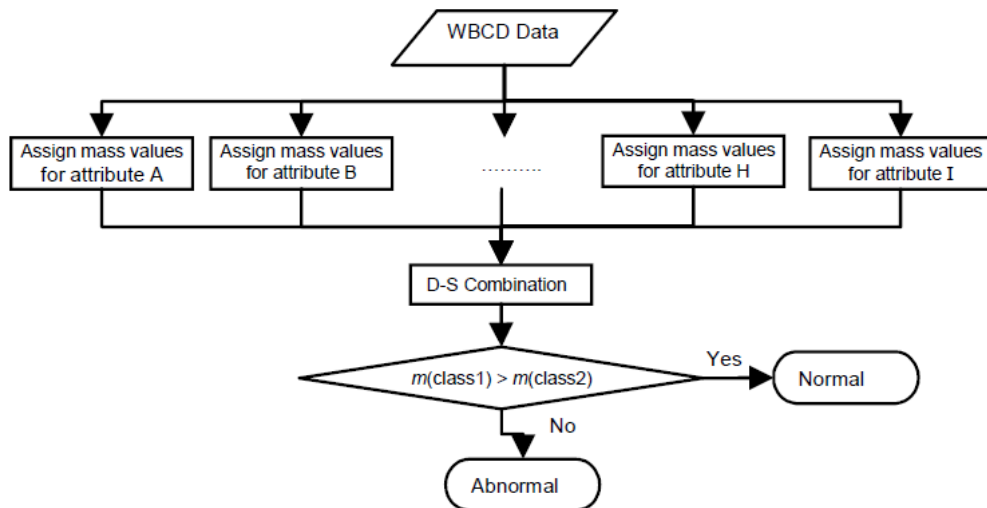 WBCD Data
Assign mass values
for attribute A
Assign mass values
for attribute B
..........
Assign mass values
for attribute H
Assign mass values
for attribute I
D-S Combination
m(class1) > m(class2)
Yes
Normal
No
Abnormal